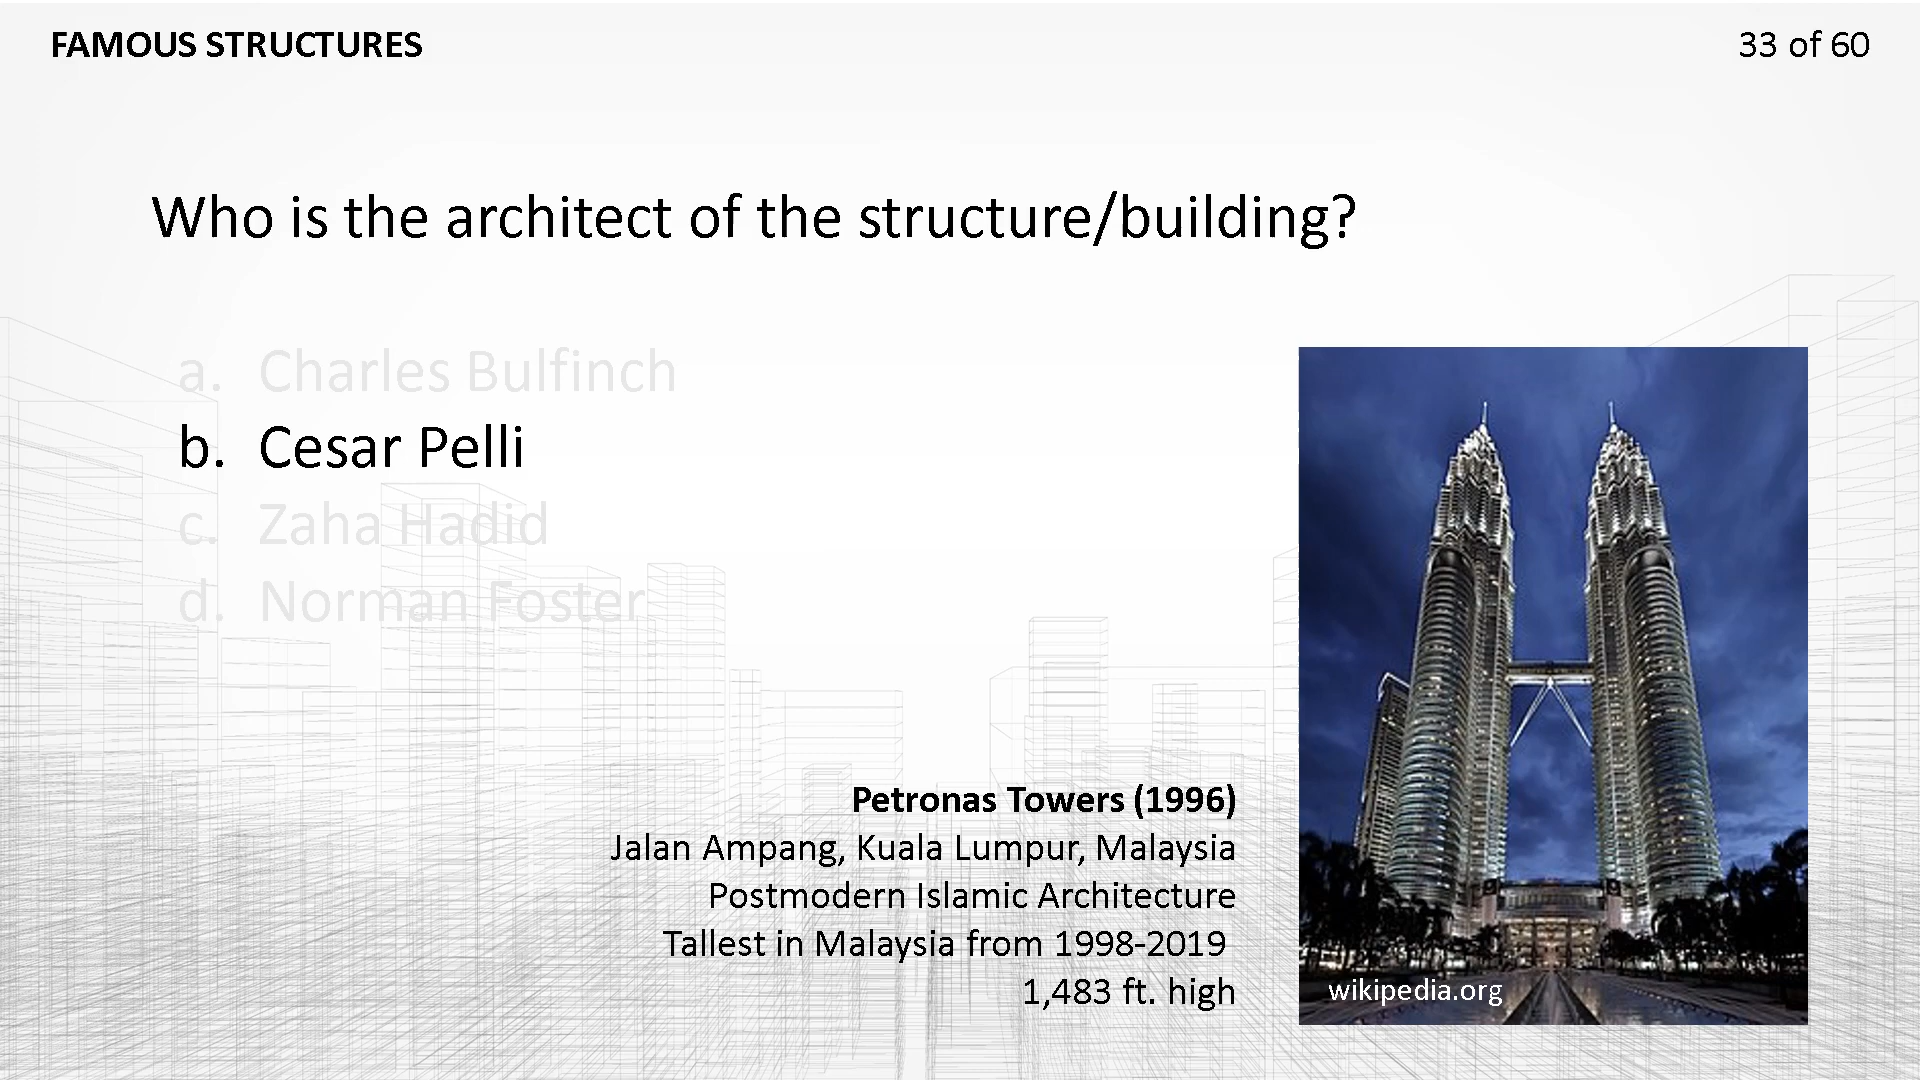 FAMOUS STRUCTURES
33 of 60
Who is the architect of the structure/building?
a. Charles Bulfinch
b. Cesar Pelli
c. Zaha Hadid
d. Norman Foster
Petronas Towers (1996)
Jalan Ampang, Kuala Lumpur, Malaysia
Postmodern Islamic Architecture
Tallest in Malaysia from 1998-2019
1,483 ft. high
wikipedia.org